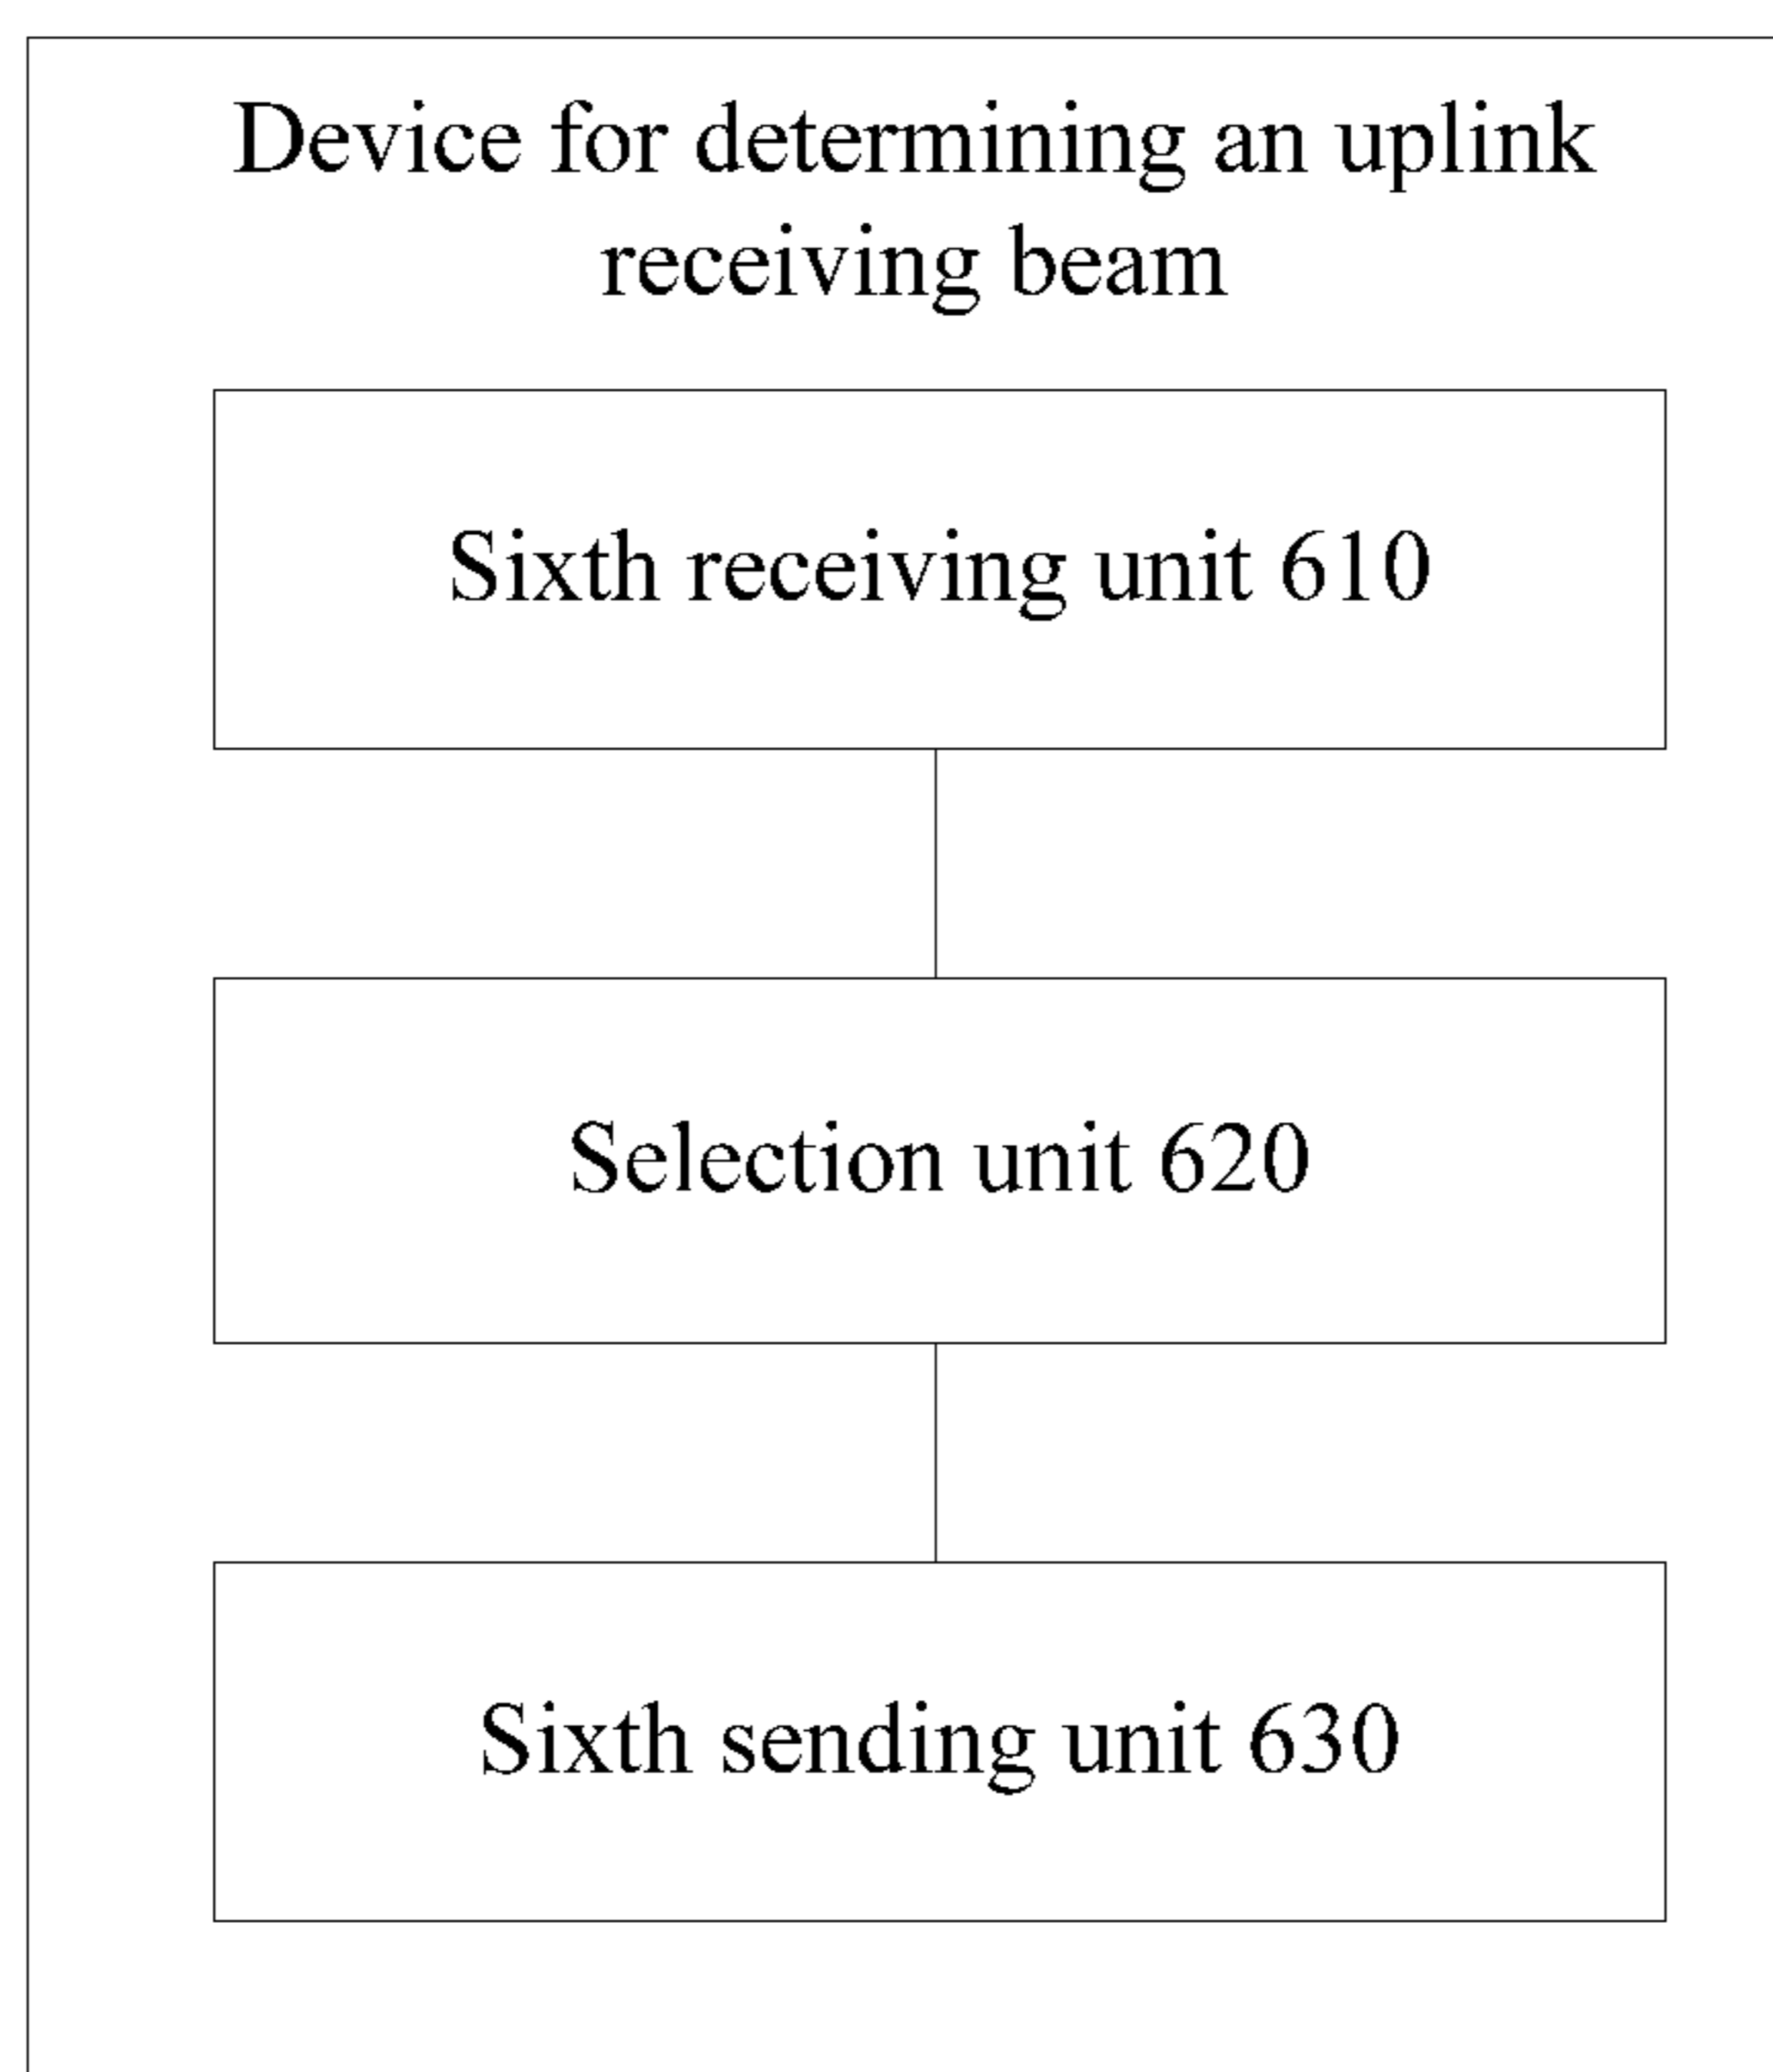 Device for determining an uplink
receiving beam
Sixth receiving unit 610
Selection unit 620
Sixth sending unit 630